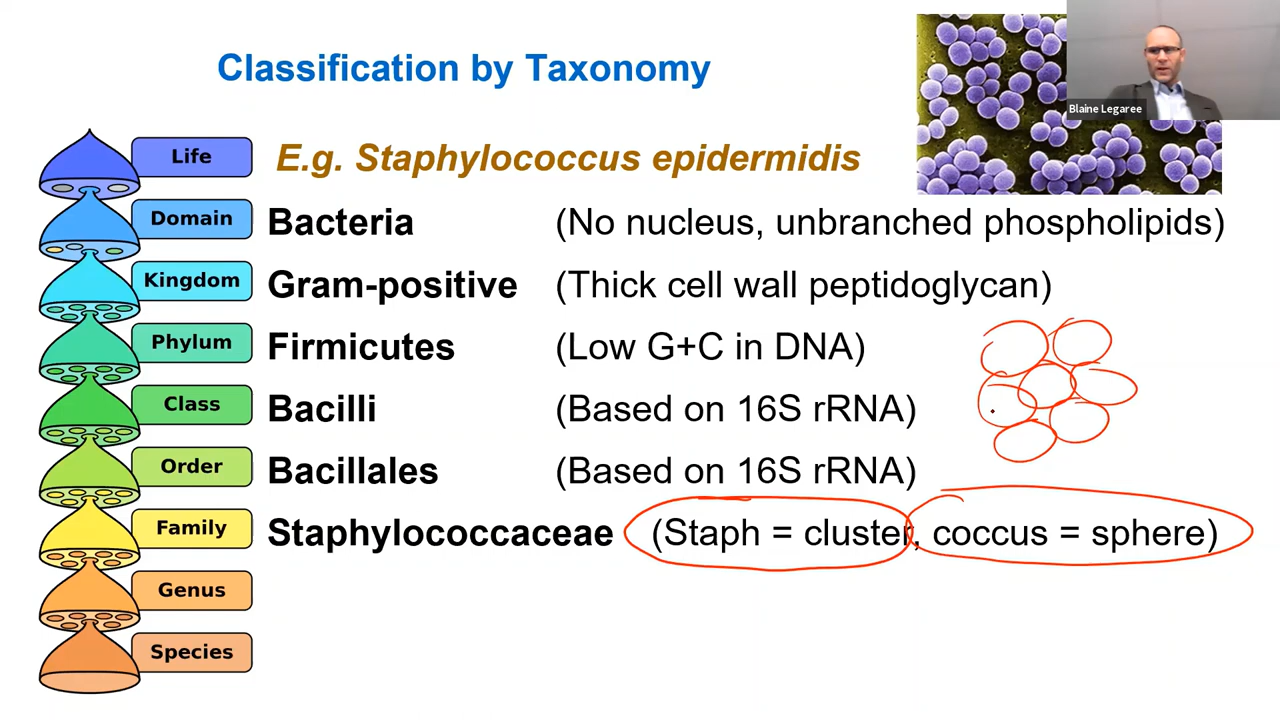 Classification by Taxonomy
Blaine Legaree
Life
E.g. Staphylococcus epidermidis
Domain
Bacteria (No nucleus, unbranched phospholipids)
Kingdom
Gram-positive (Thick cell wall peptidoglycan)
Phylum
Firmicutes (Low G+C in DNA)
Class
Bacilli (Based on 16S rRNA)
Order
Bacillales (Based on 16S rRNA)
Family
Staphylococcaceae (Staph = cluster, coccus = sphere)
Genus
Species